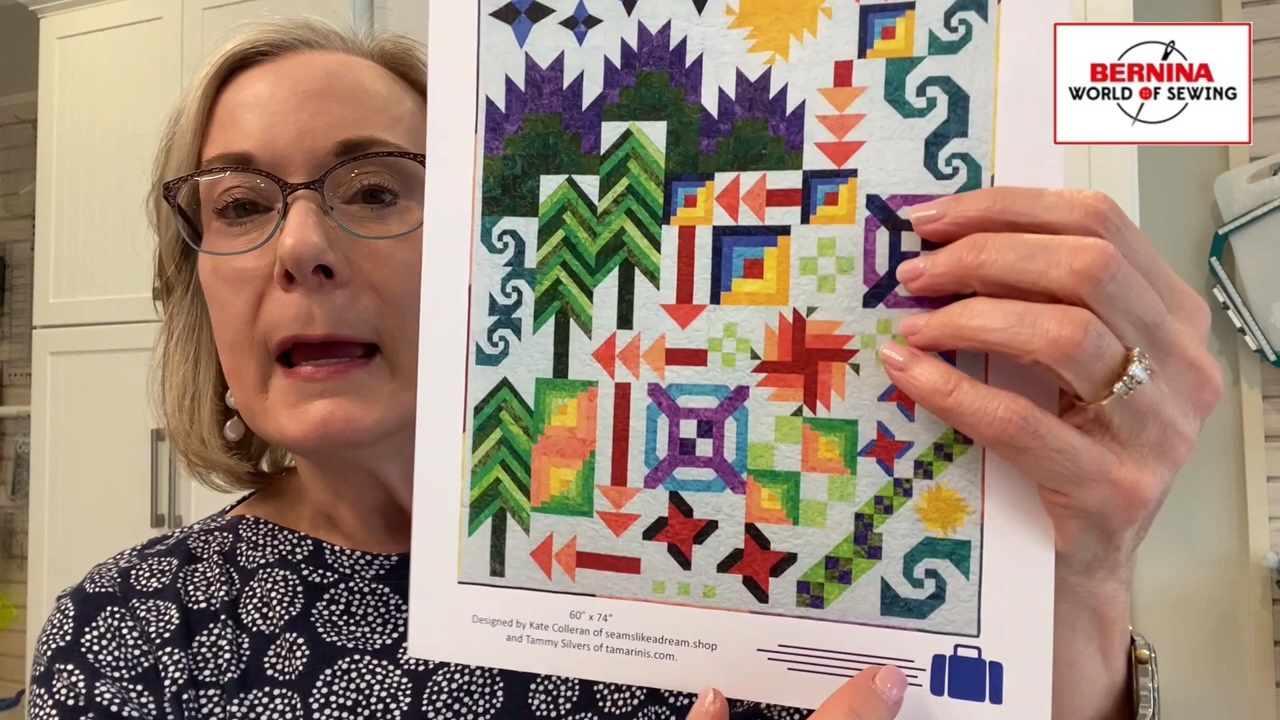 BERNINA
WORLD OF SEWING
60" x 74"
Designed by Kate Colleran of seamslikeadream.shop
and Tammy Silvers of tamarinis.com.